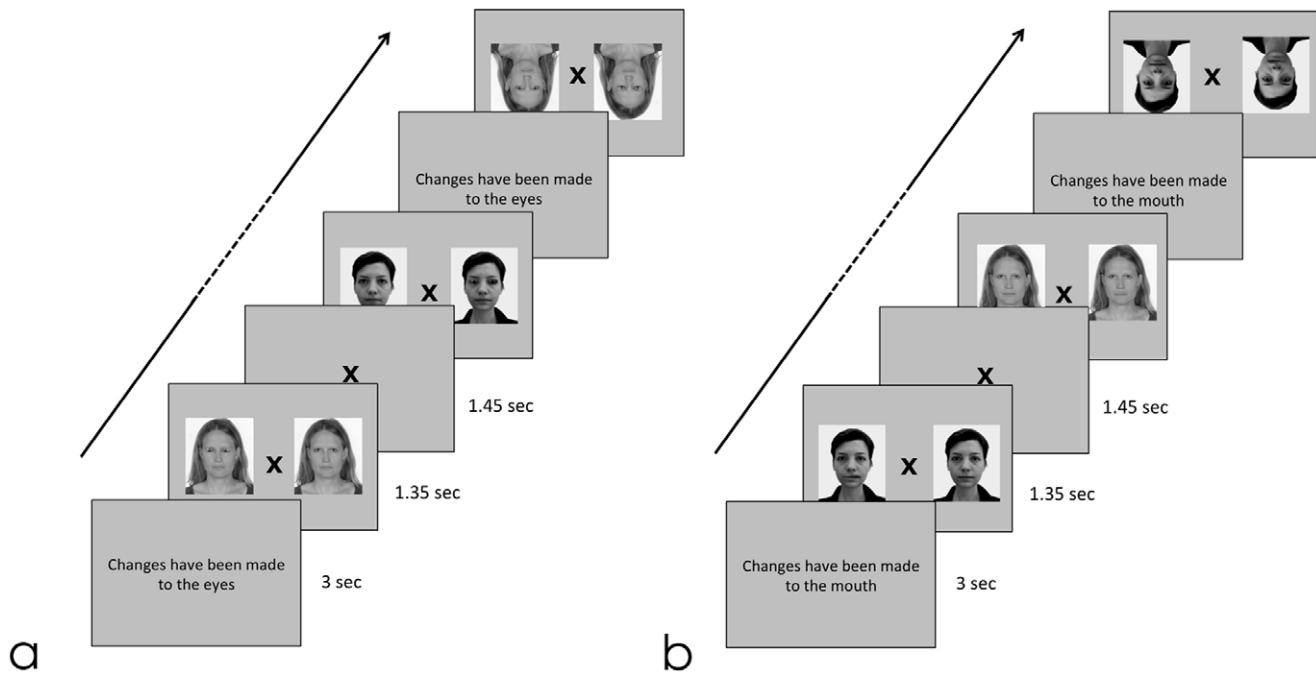 X
Changes have been made
to the eyes
X
X
1.45 sec
X
1.35 sec
Changes have been made
to the eyes
3 sec
a
X
Changes have been made
to the mouth
X
X
1.45 sec
X
1.35 sec
Changes have been made
to the mouth
3 sec
b